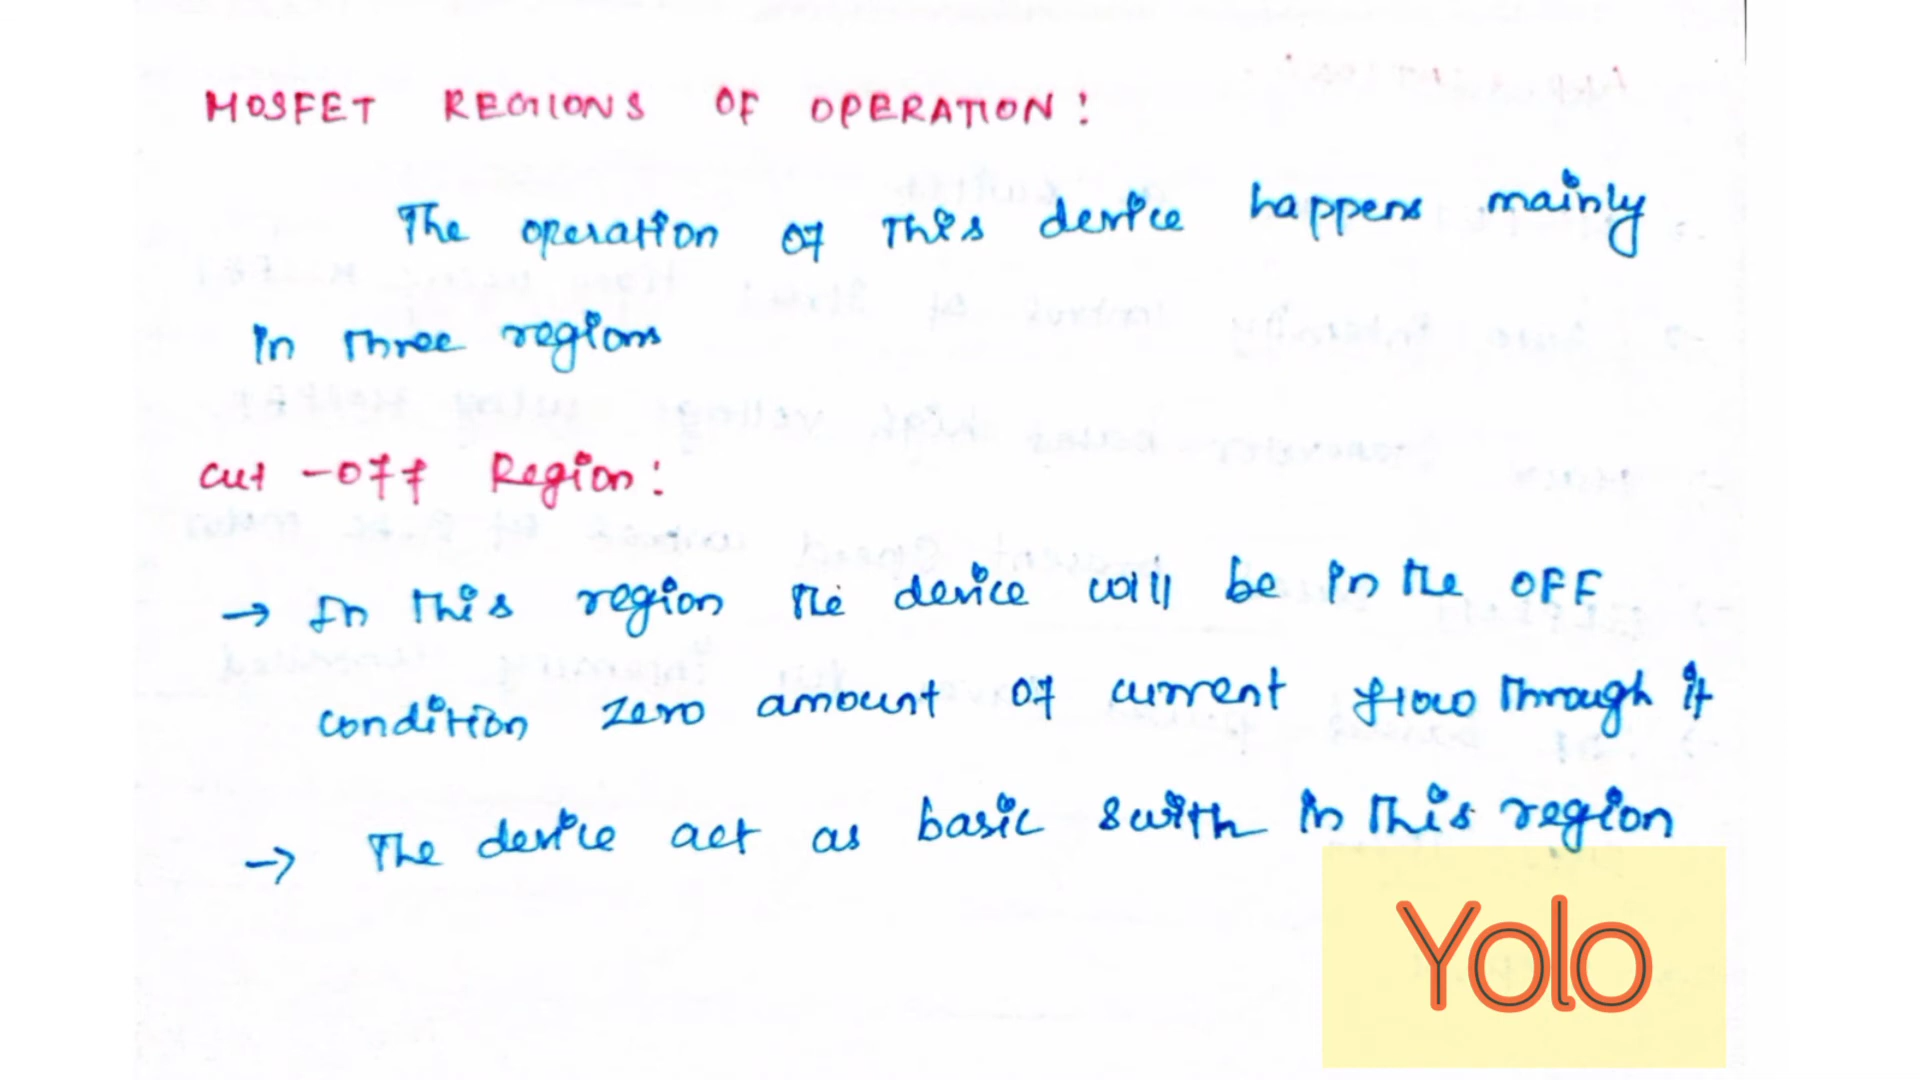 MOSFET REGIONS OF OPERATION:
The operation of This device happens mainly
in Three regions
cut -off Region:
→ In this region the device will be in the OFF
condition zero amount of current flow through it
→ The device act as basic swith in this region
Yolo